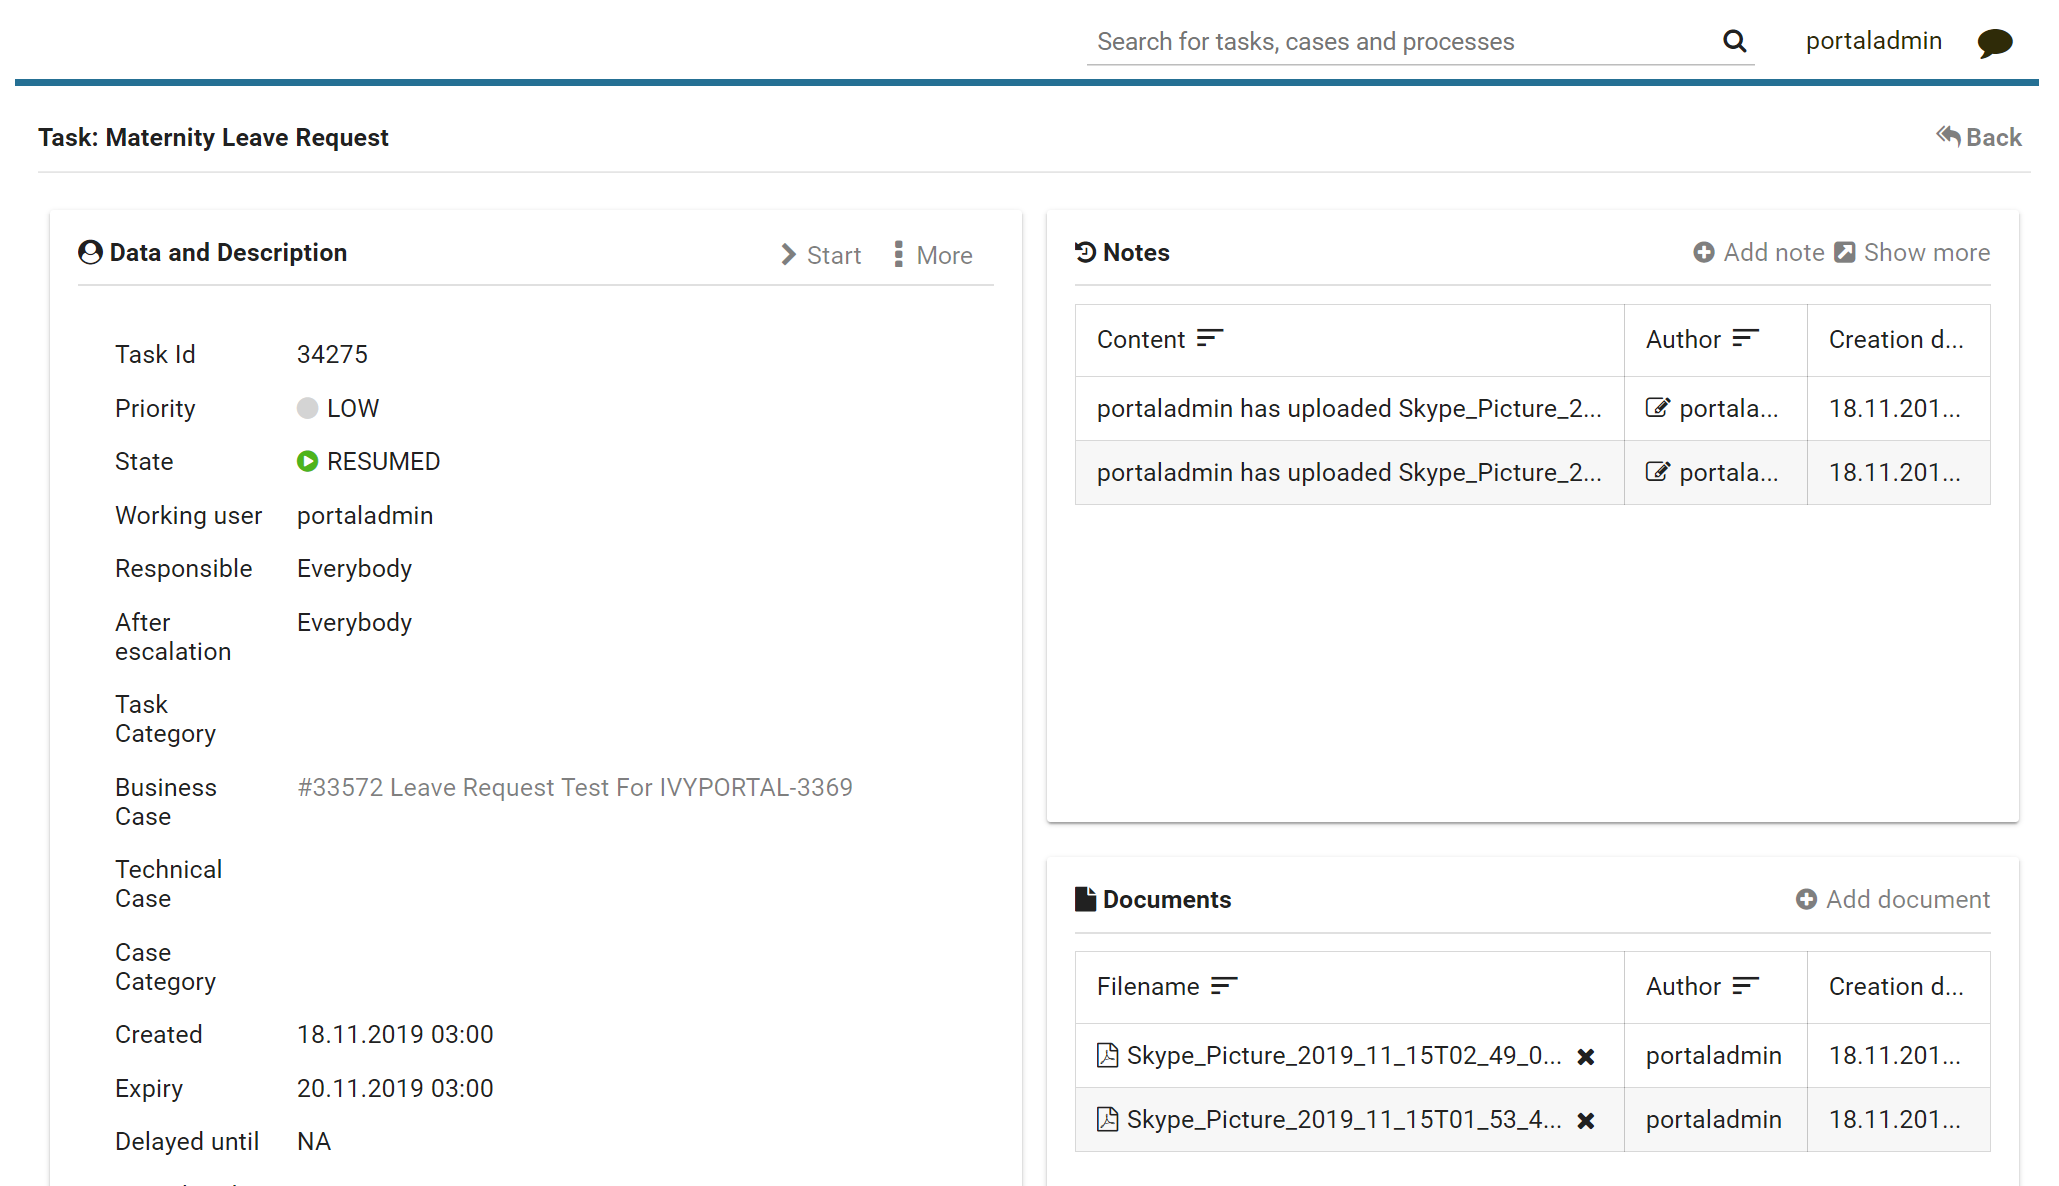 Search for tasks, cases and processes
portaladmin
Task: Maternity Leave Request
Back
Data and Description
Start
More
Task Id 34275
Priority LOW
State RESUMED
Working user portaladmin
Responsible Everybody
After escalation Everybody
Task Category
Business Case #33572 Leave Request Test For IVYPORTAL-3369
Technical Case
Case Category
Created 18.11.2019 03:00
Expiry 20.11.2019 03:00
Delayed until NA
Notes
Add note
Show more
Content Author Creation d...
portaladmin has uploaded Skype_Picture_2... portala... 18.11.201...
portaladmin has uploaded Skype_Picture_2... portala... 18.11.201...
Documents
Add document
Filename Author Creation d...
Skype_Picture_2019_11_15T02_49_0... portaladmin 18.11.201...
Skype_Picture_2019_11_15T01_53_4... portaladmin 18.11.201...